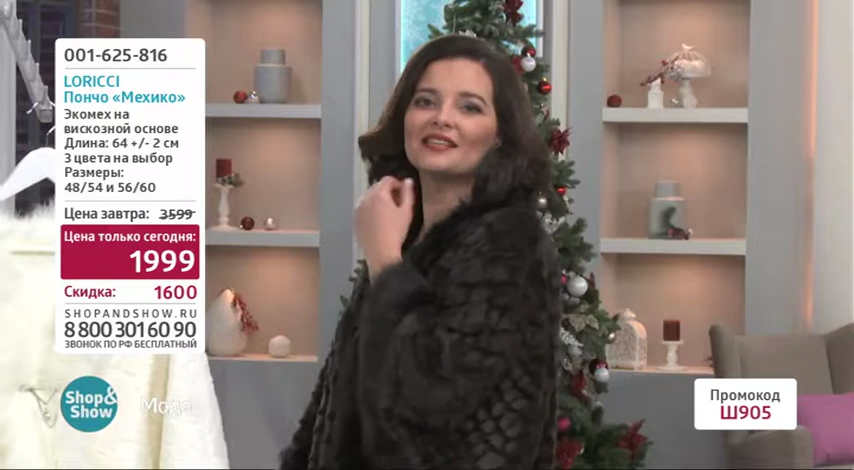 001-625-816
LORICCI
Пончо «Мехико»
Экомех на
вискозной основе
Длина: 64 +/- 2 см
3 цвета на выбор
Размеры:
48/54 и 56/60
Цена завтра: 3599
Цена только сегодня:
1999
Скидка: 1600
SHOPANDSHOW.RU
8 800 301 60 90
ЗВОНОК ПО РФ БЕСПЛАТНЫЙ
Shop&
Show
Промокод
Ш905